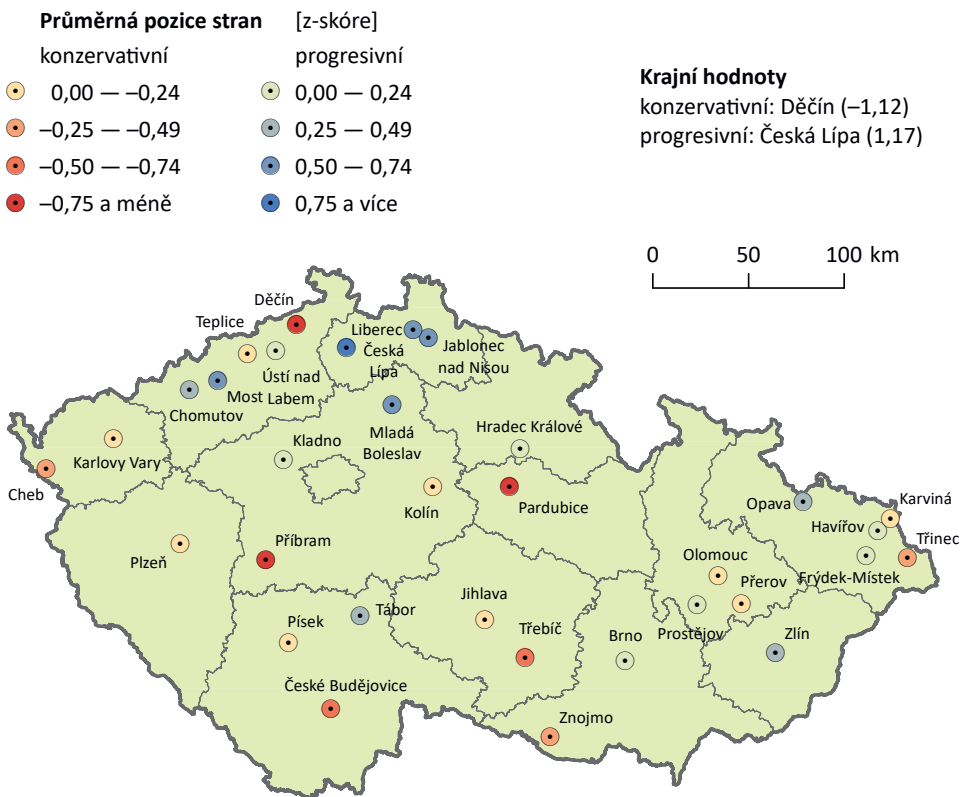 Průměrná pozice stran [z-skóre]
konzervativní progresivní
0,00 — –0,24 0,00 — 0,24
–0,25 — –0,49 0,25 — 0,49
–0,50 — –0,74 0,50 — 0,74
–0,75 a méně 0,75 a více
Krajní hodnoty
konzervativní: Děčín (–1,12)
progresivní: Česká Lípa (1,17)
0 50 100 km
Děčín
Teplice
Liberec
Česká
Lípa
Jablonec
nad Nisou
Ústí nad
Labem
Most
Chomutov
Mladá
Boleslav
Hradec Králové
Kladno
Karlovy Vary
Cheb
Kolín
Pardubice
Opava
Karviná
Havířov
Třinec
Frýdek-Místek
Plzeň
Příbram
Olomouc
Přerov
Prostějov
Jihlava
Tábor
Písek
Třebíč
Brno
Zlín
České Budějovice
Znojmo